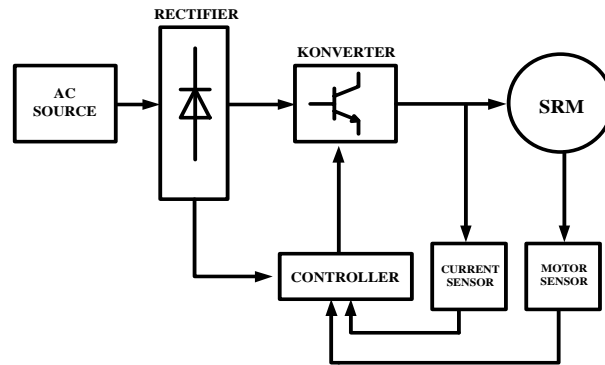 RECTIFIER
KONVERTER
AC
SOURCE
SRM
CONTROLLER
CURRENT
SENSOR
MOTOR
SENSOR